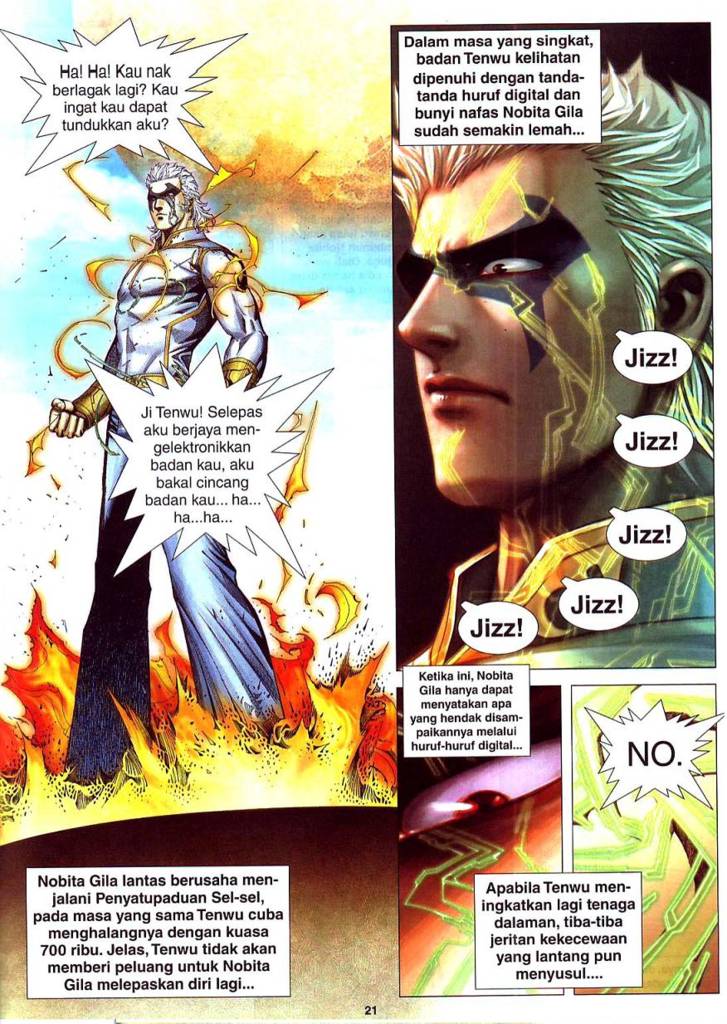 Ha! Ha! Kau nak
berlagak lagi? Kau
ingat kau dapat
tundukkan aku?
Ji Tenwu! Selepas
aku berjaya men-
gelektronikkan
badan kau, aku
bakal cincang
badan kau... ha...
ha...ha...
Nobita Gila lantas berusaha men-
jalani Penyatupaduan Sel-sel,
pada masa yang sama Tenwu cuba
menghalangnya dengan kuasa
700 ribu. Jelas, Tenwu tidak akan
memberi peluang untuk Nobita
Gila melepaskan diri lagi...
Dalam masa yang singkat,
badan Tenwu kelihatan
dipenuhi dengan tanda-
tanda huruf digital dan
bunyi nafas Nobita Gila
sudah semakin lemah...
Jizz!
Jizz!
Jizz!
Jizz!
Jizz!
Ketika ini, Nobita
Gila hanya dapat
menyatakan apa
yang hendak disam-
paikannya melalui
huruf-huruf digital...
NO.
Apabila Tenwu men-
ingkatkan lagi tenaga
dalaman, tiba-tiba
jeritan kekecewaan
yang lantang pun
menyusul....
21